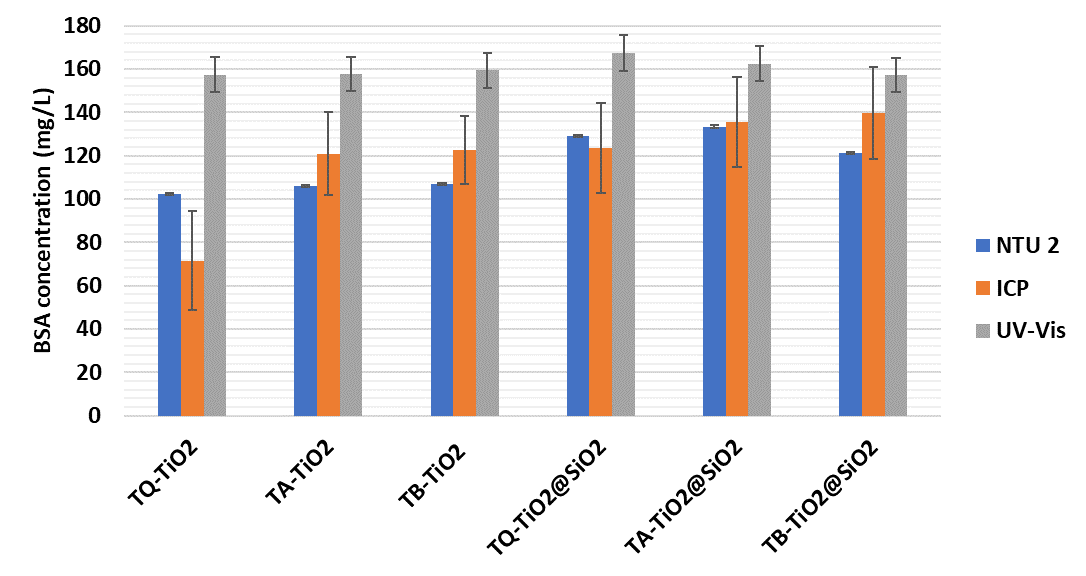 180
160
140
120
100
80
60
40
20
0
BSA concentration (mg/L)
TQ-TiO2
TA-TiO2
TB-TiO2
TQ-TiO2@SiO2
TA-TiO2@SiO2
TB-TiO2@SiO2
NTU 2
ICP
UV-Vis